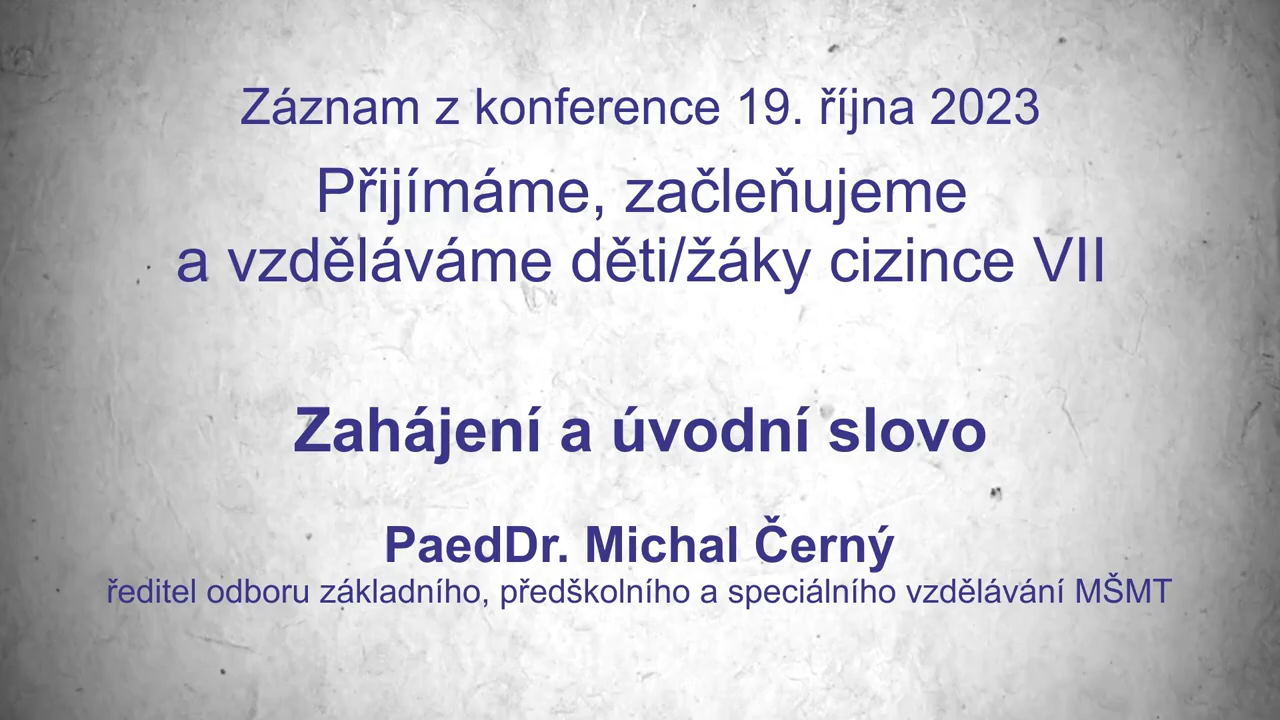 Záznam z konference 19. října 2023
Přijímáme, začleňujeme
a vzděláváme děti/žáky cizince VII
Zahájení a úvodní slovo
PaedDr. Michal Černý
ředitel odboru základního, předškolního a speciálního vzdělávání MŠMT